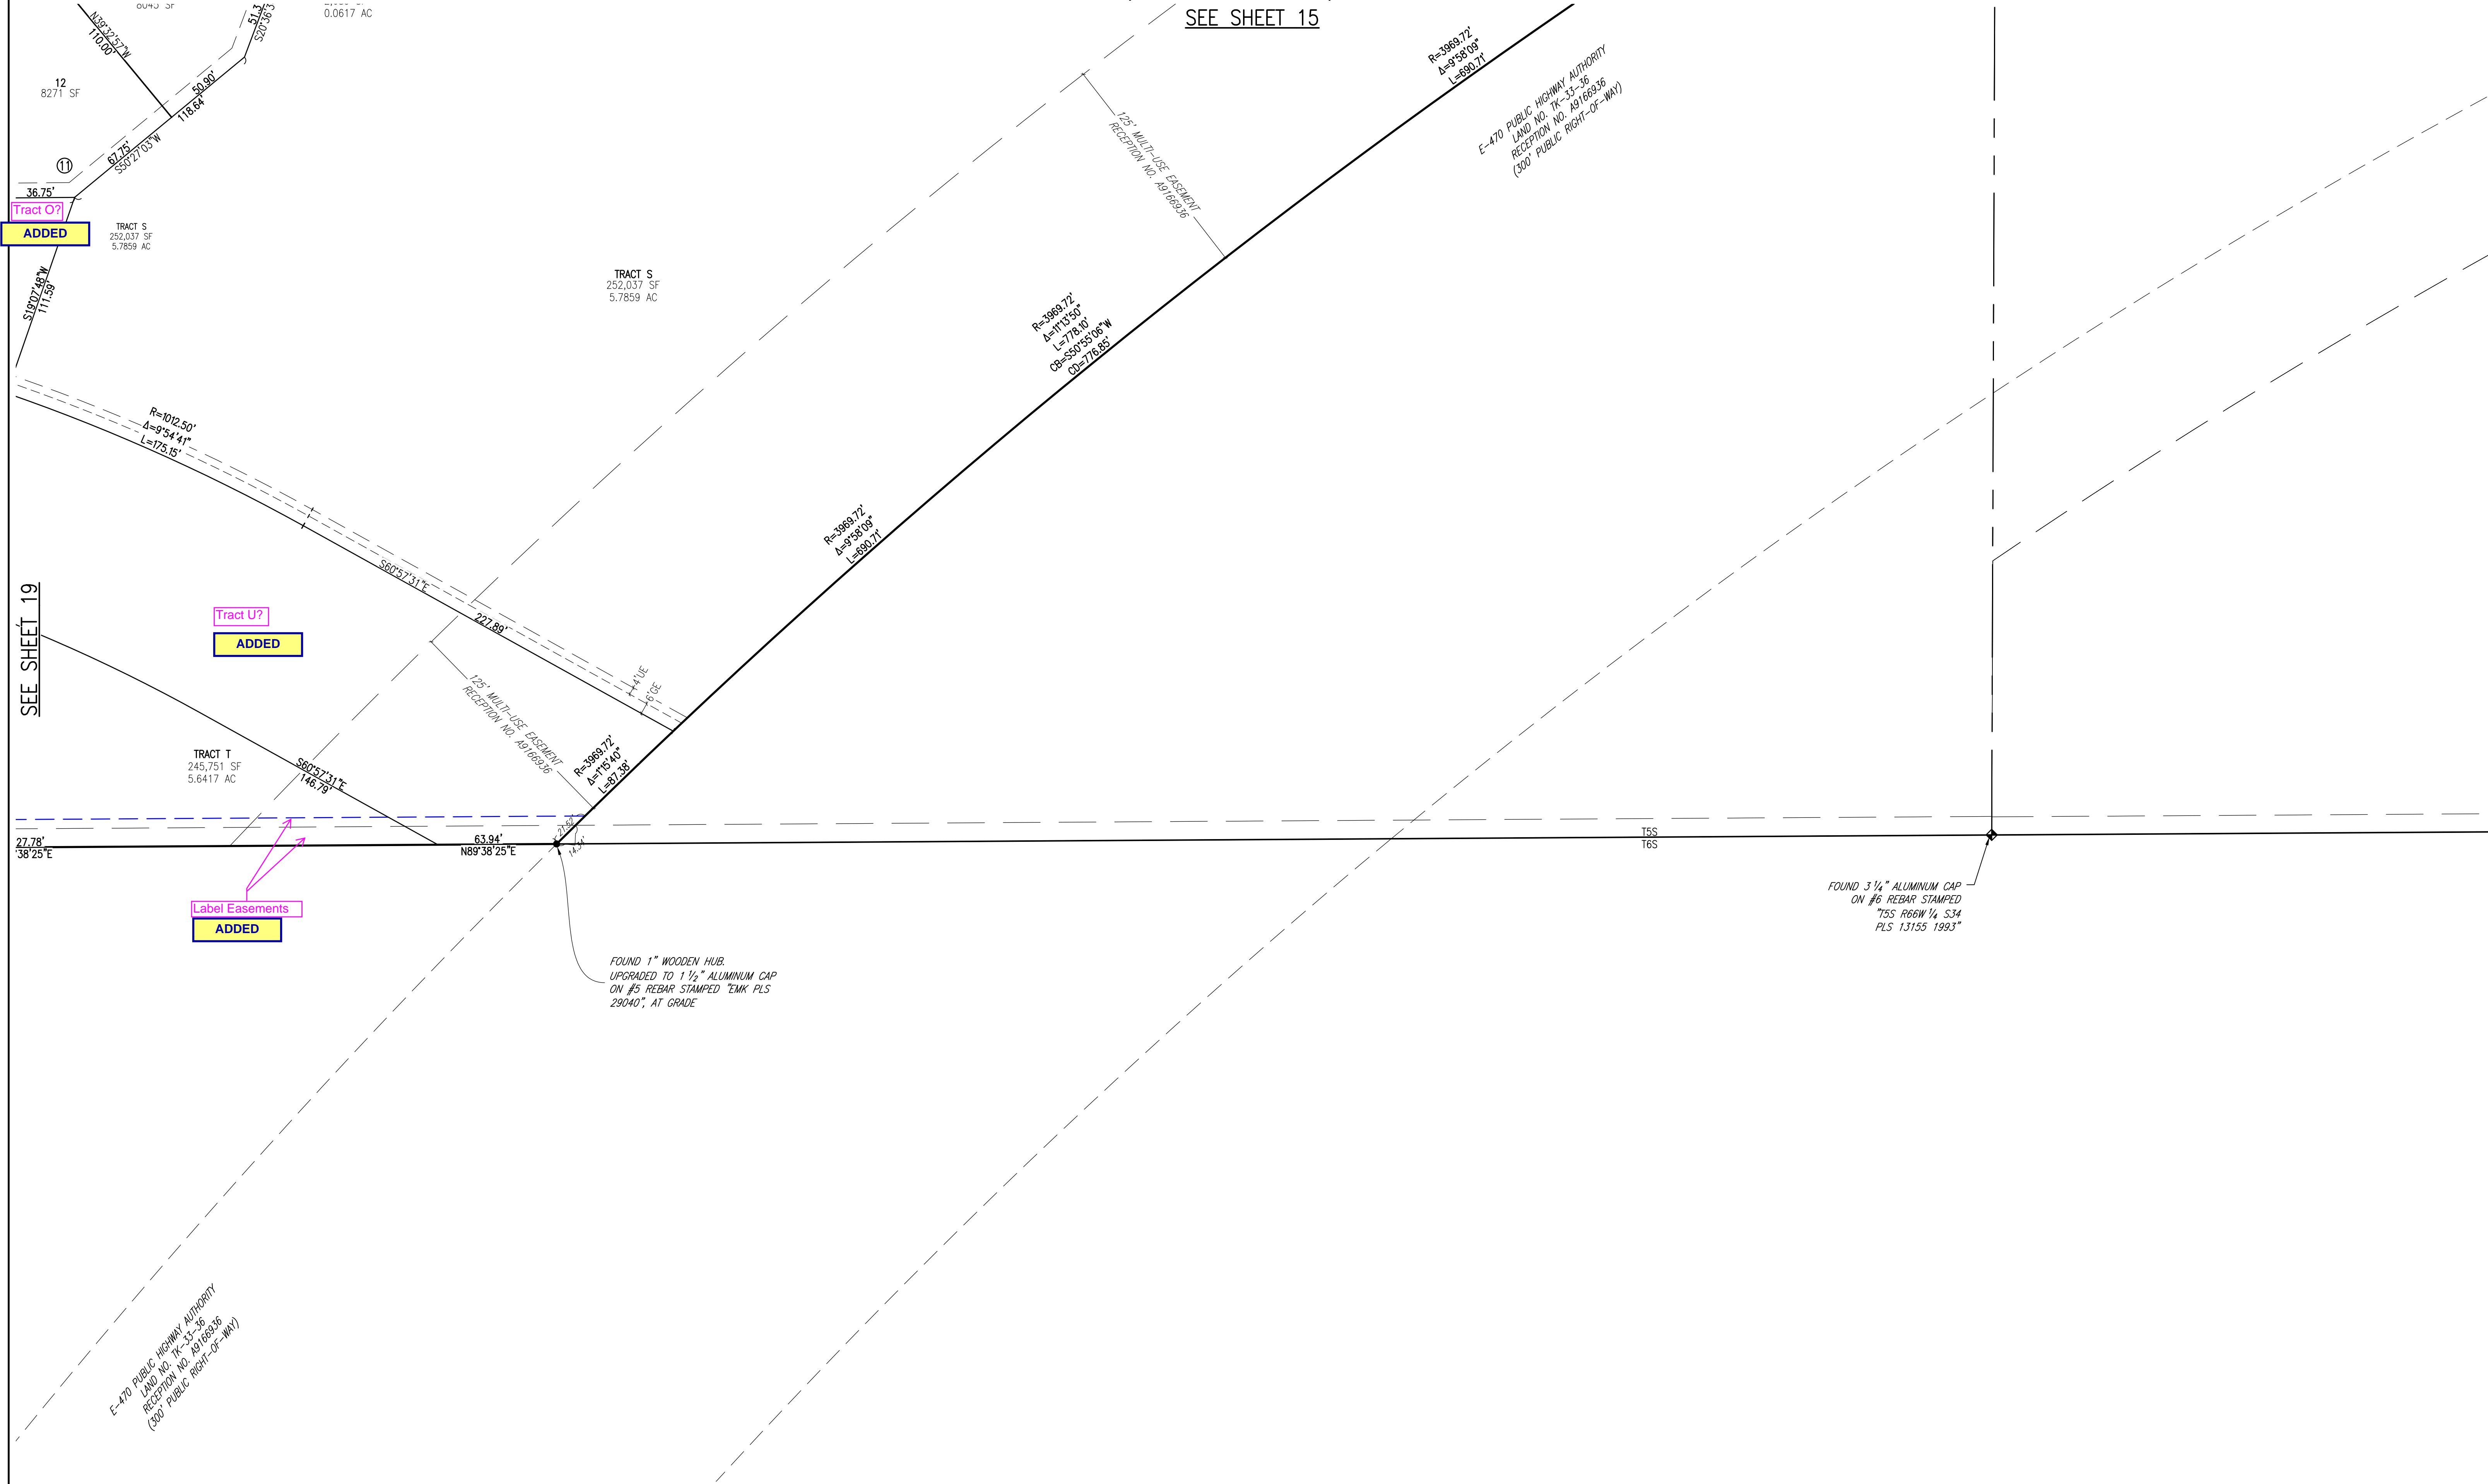 SEE SHEET 15
0.0617 AC
N39°32'57"W
110.00'
12
8271 SF
50.90'
118.64'
67.75'
S50°27'03"W
11
36.75'
Tract O?
ADDED
TRACT S
252,037 SF
5.7859 AC
S19°07'48"W
111.59'
TRACT S
252,037 SF
5.7859 AC
125' MULTI-USE EASEMENT
RECEPTION NO. A9166936
R=3969.72'
Δ=9°58'09"
L=690.71'
E-470 PUBLIC HIGHWAY AUTHORITY
LAND NO. TK-33-36
RECEPTION NO. A9166936
(300' PUBLIC RIGHT-OF-WAY)
R=3969.72'
Δ=11°13'50"
L=778.10'
CB=S50°55'06"W
CD=776.85'
R=1012.50'
Δ=9°54'41"
L=175.15'
R=3969.72'
Δ=9°58'09"
L=690.71'
S60°57'31"E
227.89'
SEE SHEET 19
Tract U?
ADDED
4'UE
6'GE
125' MULTI-USE EASEMENT
RECEPTION NO. A9166936
R=3969.72'
Δ=1°15'40"
L=87.38'
TRACT T
245,751 SF
5.6417 AC
S60°57'31"E
146.79'
27.78'
°38'25"E
63.94'
N89°38'25"E
21.62'
14.34'
T5S
T6S
Label Easements
ADDED
FOUND 3 1/4" ALUMINUM CAP
ON #6 REBAR STAMPED
"T5S R66W 1/4 S34
PLS 13155 1993"
FOUND 1" WOODEN HUB.
UPGRADED TO 1 1/2" ALUMINUM CAP
ON #5 REBAR STAMPED "EMK PLS
29040", AT GRADE
E-470 PUBLIC HIGHWAY AUTHORITY
LAND NO. TK-33-36
RECEPTION NO. A9166936
(300' PUBLIC RIGHT-OF-WAY)